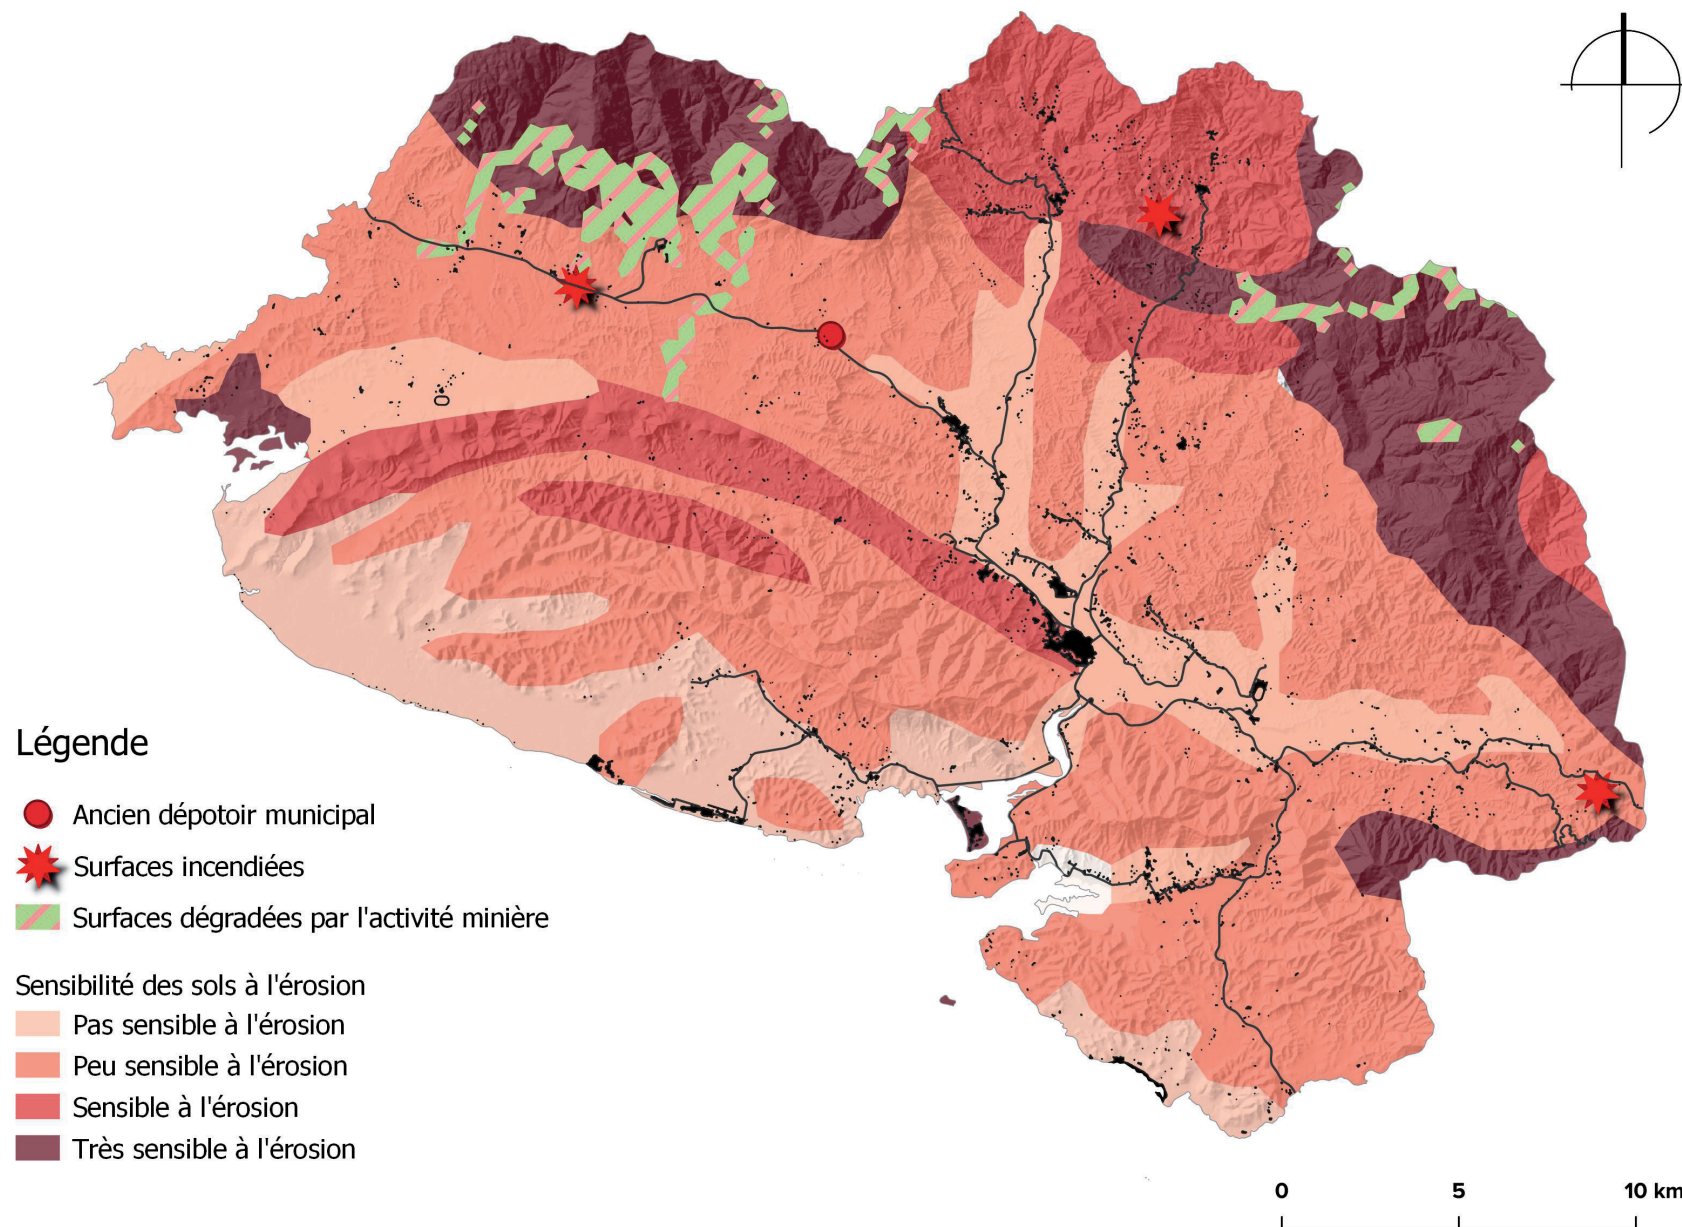 Légende
Ancien dépotoir municipal
Surfaces incendiées
Surfaces dégradées par l'activité minière
Sensibilité des sols à l'érosion
Pas sensible à l'érosion
Peu sensible à l'érosion
Sensible à l'érosion
Très sensible à l'érosion
0 5 10 km